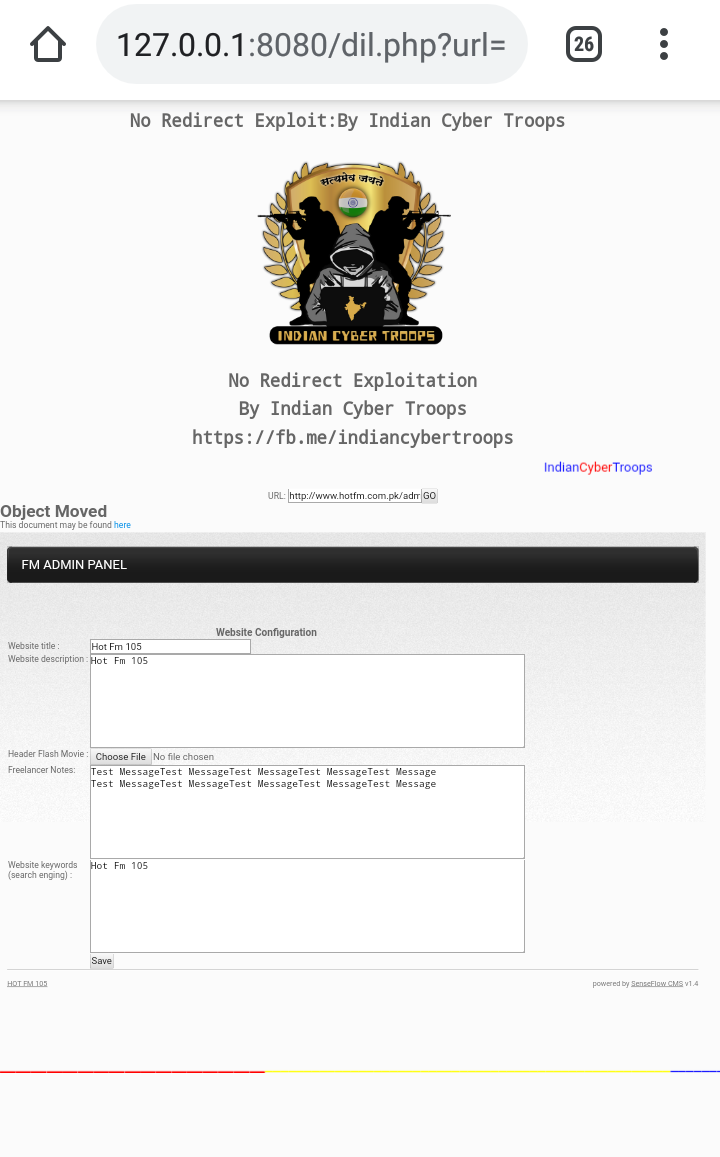 127.0.0.1:8080/dil.php?url=
26
No Redirect Exploit:By Indian Cyber Troops
सत्यमेव जयते
INDIAN CYBER TROOPS
No Redirect Exploitation
By Indian Cyber Troops
https://fb.me/indiancybertroops
IndianCyberTroops
URL: http://www.hotfm.com.pk/adm GO
Object Moved
This document may be found here
FM ADMIN PANEL
Website Configuration
Website title : Hot Fm 105
Website description : Hot Fm 105
Header Flash Movie : Choose File No file chosen
Freelancer Notes: Test MessageTest MessageTest MessageTest MessageTest Message
Test MessageTest MessageTest MessageTest MessageTest Message
Website keywords Hot Fm 105
(search enging) :
Save
HOT FM 105 powered by SenseFlow CMS v1.4